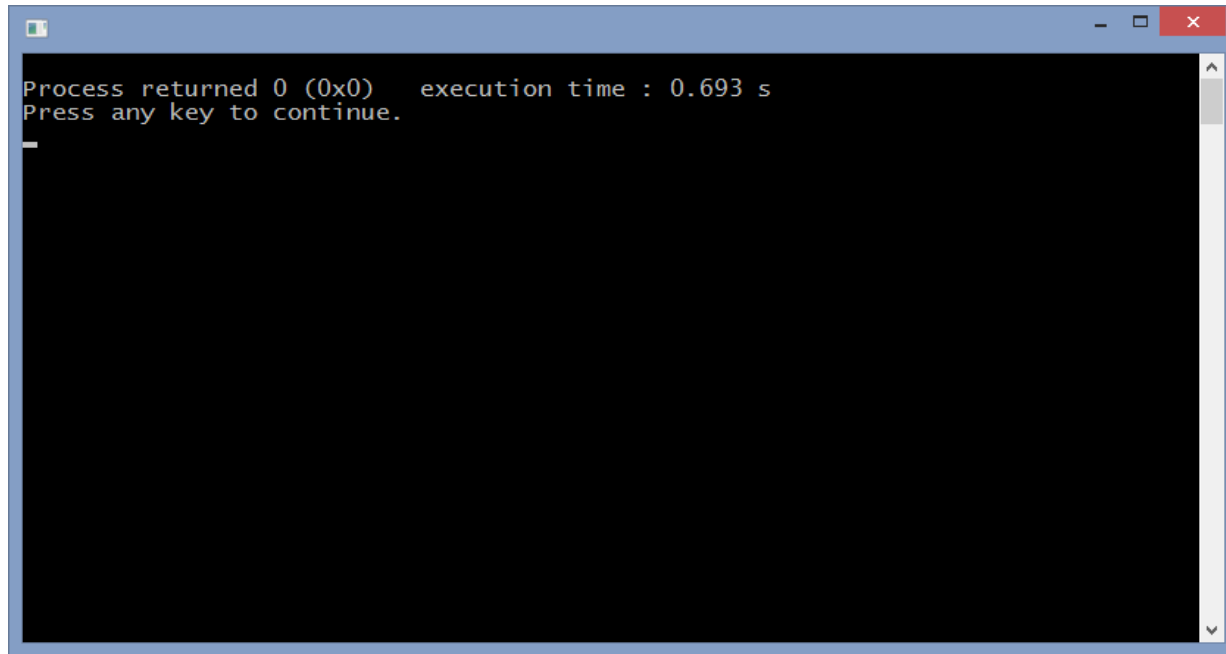 Process returned 0 (0x0)   execution time : 0.693 s
Press any key to continue.